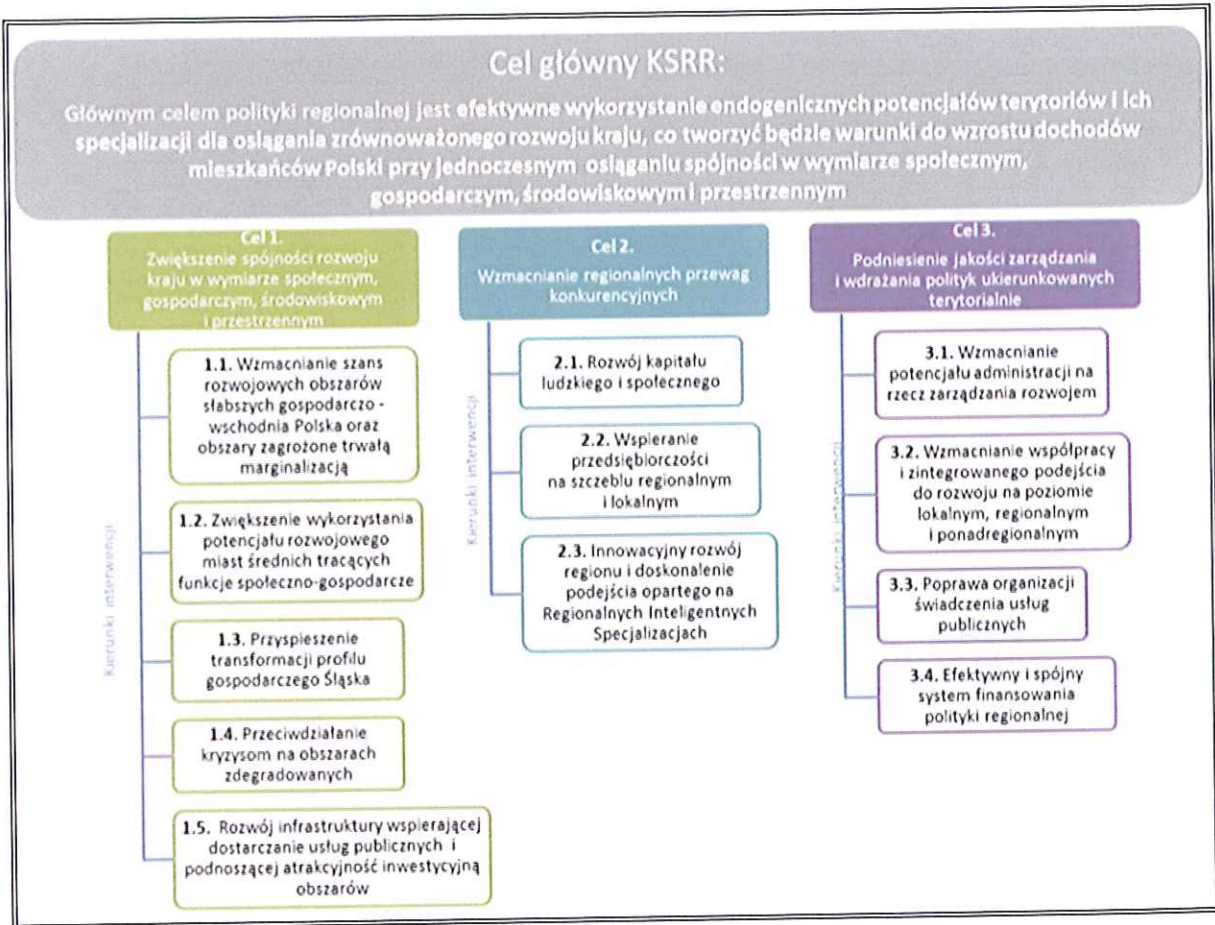 Cel główny KSRR:
Głównym celem polityki regionalnej jest efektywne wykorzystanie endogenicznych potencjałów terytoriów i ich
specjalizacji dla osiągania zrównoważonego rozwoju kraju, co tworzyć będzie warunki do wzrostu dochodów
mieszkańców Polski przy jednoczesnym osiąganiu spójności w wymiarze społecznym,
gospodarczym, środowiskowym i przestrzennym
Cel 1.
Zwiększenie spójności rozwoju
kraju w wymiarze społecznym,
gospodarczym, środowiskowym
i przestrzennym
Kierunki interwencji
1.1. Wzmacnianie szans
rozwojowych obszarów
słabszych gospodarczo -
wschodnia Polska oraz
obszary zagrożone trwałą
marginalizacją
1.2. Zwiększenie wykorzystania
potencjału rozwojowego
miast średnich tracących
funkcje społeczno-gospodarcze
1.3. Przyspieszenie
transformacji profilu
gospodarczego Śląska
1.4. Przeciwdziałanie
kryzysom na obszarach
zdegradowanych
1.5. Rozwój infrastruktury wspierającej
dostarczanie usług publicznych i
podnoszącej atrakcyjność inwestycyjną
obszarów
Cel 2.
Wzmacnianie regionalnych przewag
konkurencyjnych
Kierunki interwencji
2.1. Rozwój kapitału
ludzkiego i społecznego
2.2. Wspieranie
przedsiębiorczości
na szczeblu regionalnym
i lokalnym
2.3. Innowacyjny rozwój
regionu i doskonalenie
podejścia opartego na
Regionalnych Inteligentnych
Specjalizacjach
Cel 3.
Podniesienie jakości zarządzania
i wdrażania polityk ukierunkowanych
terytorialnie
Kierunki interwencji
3.1. Wzmacnianie
potencjału administracji na
rzecz zarządzania rozwojem
3.2. Wzmacnianie współpracy
i zintegrowanego podejścia
do rozwoju na poziomie
lokalnym, regionalnym
i ponadregionalnym
3.3. Poprawa organizacji
świadczenia usług
publicznych
3.4. Efektywny i spójny
system finansowania
polityki regionalnej